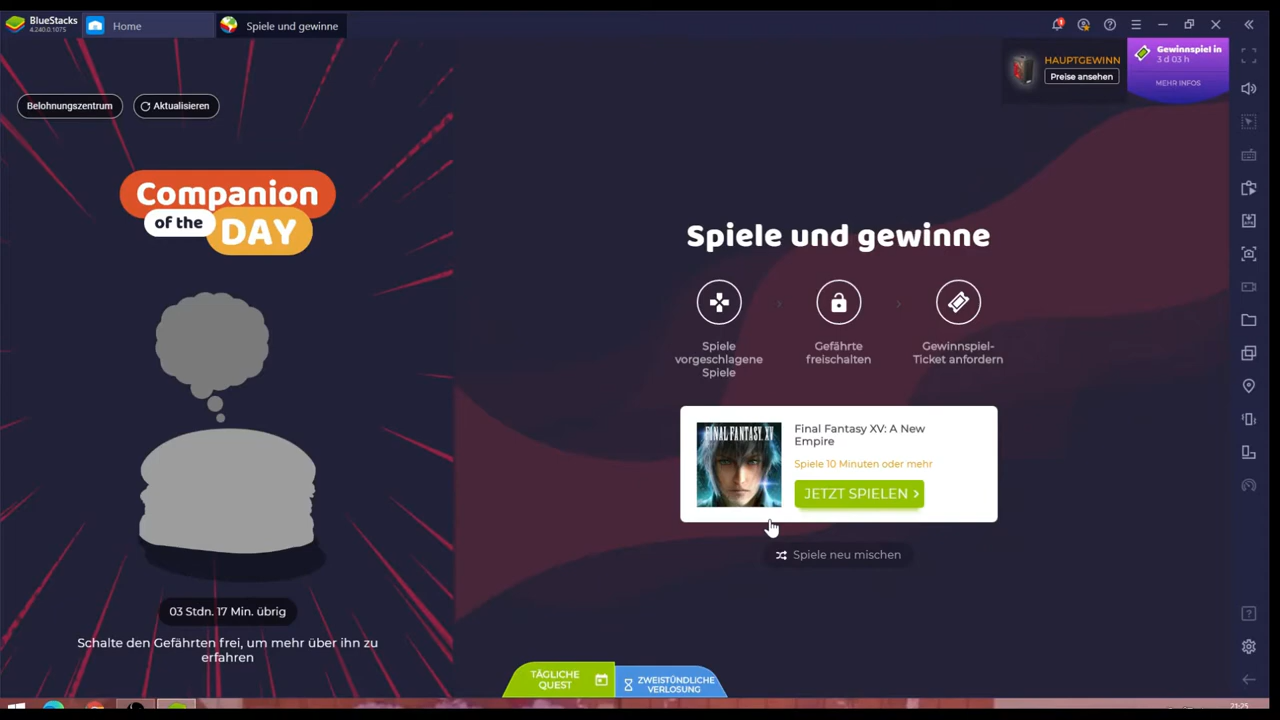 BlueStacks
4.240.0.1075
Home
Spiele und gewinne
HAUPTGEWINN
Preise ansehen
Gewinnspiel in
3 d 03 h
MEHR INFOS
Belohnungszentrum
Aktualisieren
Companion
of the
DAY
03 Stdn. 17 Min. übrig
Schalte den Gefährten frei, um mehr über ihn zu
erfahren
Spiele und gewinne
Spiele
vorgeschlagene
Spiele
Gefährte
freischalten
Gewinnspiel-
Ticket anfordern
FINAL FANTASY XV
Final Fantasy XV: A New
Empire
Spiele 10 Minuten oder mehr
JETZT SPIELEN
Spiele neu mischen
TÄGLICHE
QUEST
ZWEISTÜNDLICHE
VERLOSUNG
21:25